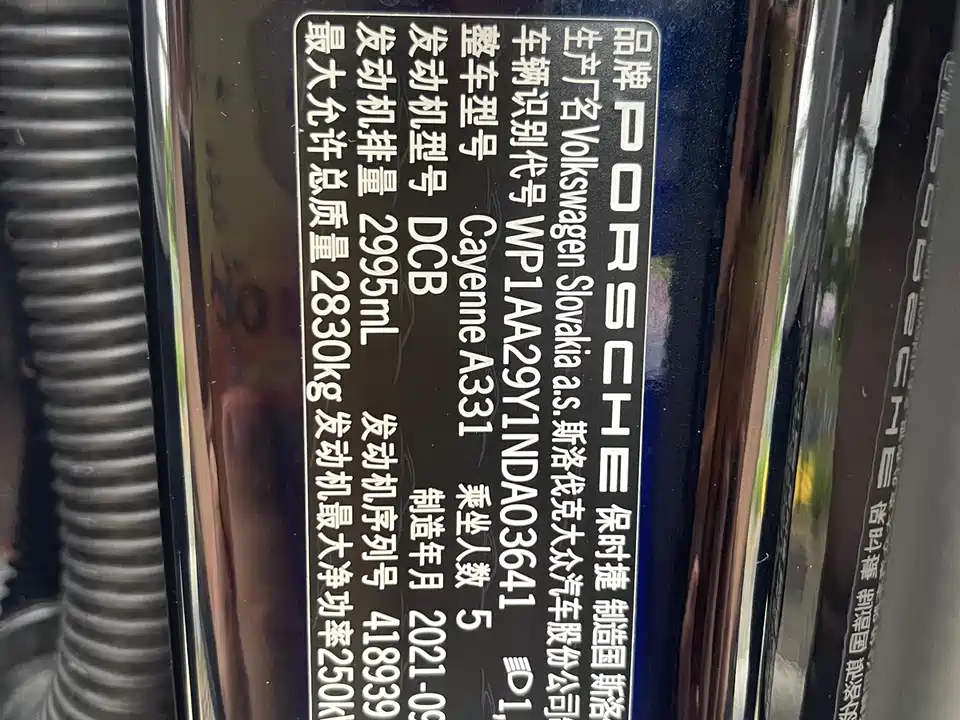 品牌 PORSCHE 保时捷 制造国 斯洛
生产厂名 Volkswagen Slovakia a.s. 斯洛伐克大众汽车股份公司
车辆识别代号 WP1AA29Y1NDA03641 1,
整车型号 Cayenne A331 乘坐人数 5
发动机型号 DCB 制造年月 2021-09
发动机排量 2995mL 发动机序列号 418939
最大允许总质量 2830kg 发动机最大净功率 250k